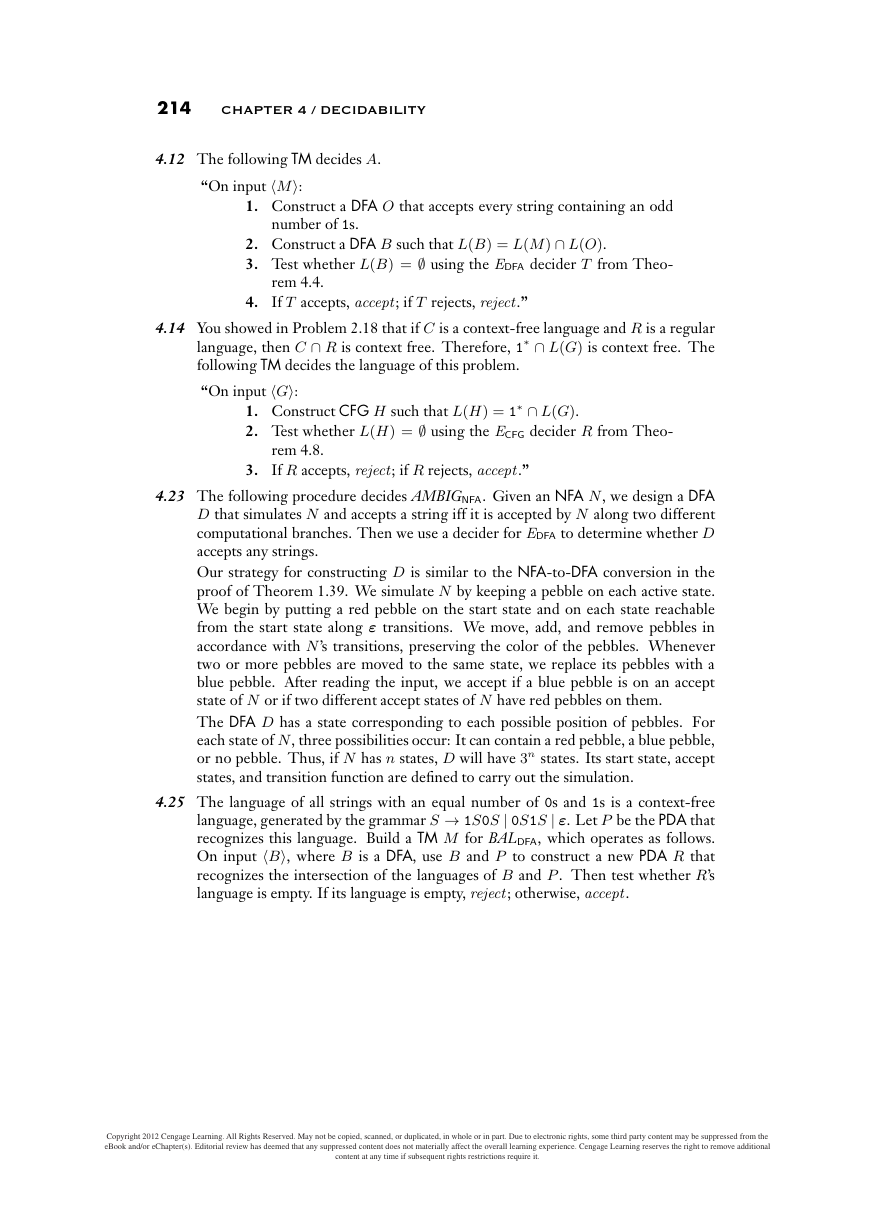 214 CHAPTER 4 / DECIDABILITY
4.12 The following TM decides A.
“On input ⟨M⟩:
1. Construct a DFA O that accepts every string containing an odd
number of 1s.
2. Construct a DFA B such that L(B) = L(M) ∩ L(O).
3. Test whether L(B) = ∅ using the E_DFA decider T from Theo-
rem 4.4.
4. If T accepts, accept; if T rejects, reject.”
4.14 You showed in Problem 2.18 that if C is a context-free language and R is a regular
language, then C ∩ R is context free. Therefore, 1* ∩ L(G) is context free. The
following TM decides the language of this problem.
“On input ⟨G⟩:
1. Construct CFG H such that L(H) = 1* ∩ L(G).
2. Test whether L(H) = ∅ using the E_CFG decider R from Theo-
rem 4.8.
3. If R accepts, reject; if R rejects, accept.”
4.23 The following procedure decides AMBIG_NFA. Given an NFA N, we design a DFA
D that simulates N and accepts a string iff it is accepted by N along two different
computational branches. Then we use a decider for E_DFA to determine whether D
accepts any strings.
Our strategy for constructing D is similar to the NFA-to-DFA conversion in the
proof of Theorem 1.39. We simulate N by keeping a pebble on each active state.
We begin by putting a red pebble on the start state and on each state reachable
from the start state along ε transitions. We move, add, and remove pebbles in
accordance with N’s transitions, preserving the color of the pebbles. Whenever
two or more pebbles are moved to the same state, we replace its pebbles with a
blue pebble. After reading the input, we accept if a blue pebble is on an accept
state of N or if two different accept states of N have red pebbles on them.
The DFA D has a state corresponding to each possible position of pebbles. For
each state of N, three possibilities occur: It can contain a red pebble, a blue pebble,
or no pebble. Thus, if N has n states, D will have 3ⁿ states. Its start state, accept
states, and transition function are defined to carry out the simulation.
4.25 The language of all strings with an equal number of 0s and 1s is a context-free
language, generated by the grammar S → 1S0S | 0S1S | ε. Let P be the PDA that
recognizes this language. Build a TM M for BAL_DFA, which operates as follows.
On input ⟨B⟩, where B is a DFA, use B and P to construct a new PDA R that
recognizes the intersection of the languages of B and P. Then test whether R’s
language is empty. If its language is empty, reject; otherwise, accept.
Copyright 2012 Cengage Learning. All Rights Reserved. May not be copied, scanned, or duplicated, in whole or in part. Due to electronic rights, some third party content may be suppressed from the
eBook and/or eChapter(s). Editorial review has deemed that any suppressed content does not materially affect the overall learning experience. Cengage Learning reserves the right to remove additional
content at any time if subsequent rights restrictions require it.